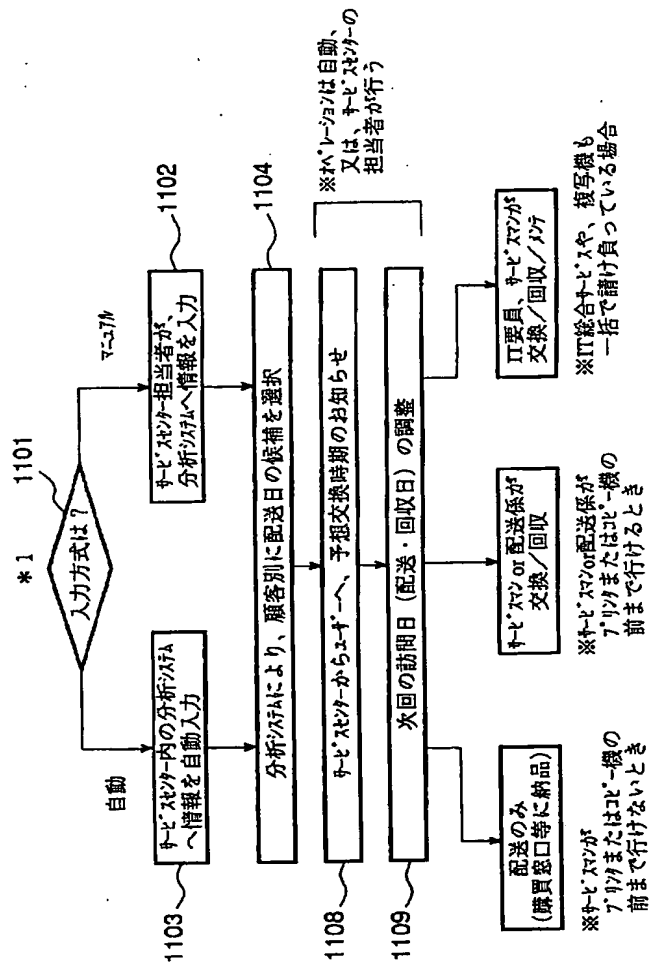 *1
1101
入力方式は?
自動
マニュアル
1103
サービスセンター内の分析システム
へ情報を自動入力
1102
サービスセンター担当者が、
分析システムへ情報を入力
1104
分析システムにより、顧客別に配送日の候補を選択
1108
サービスセンターからユーザーへ、予想交換時期のお知らせ
1109
次回の訪問日(配送・回収日)の調整
※オペレーションは自動、
又は、サービスセンターの
担当者が行う
配送のみ
(購買窓口等に納品)
※サービスマンが
プリンタまたはコピー機の
前まで行けないとき
サービスマンor配送係が
交換/回収
※サービスマンor配送係が
プリンタまたはコピー機の
前まで行けるとき
IT要員、サービスマンが
交換/回収/メンテ
※IT総合サービスや、複写機も
一括で請け負っている場合